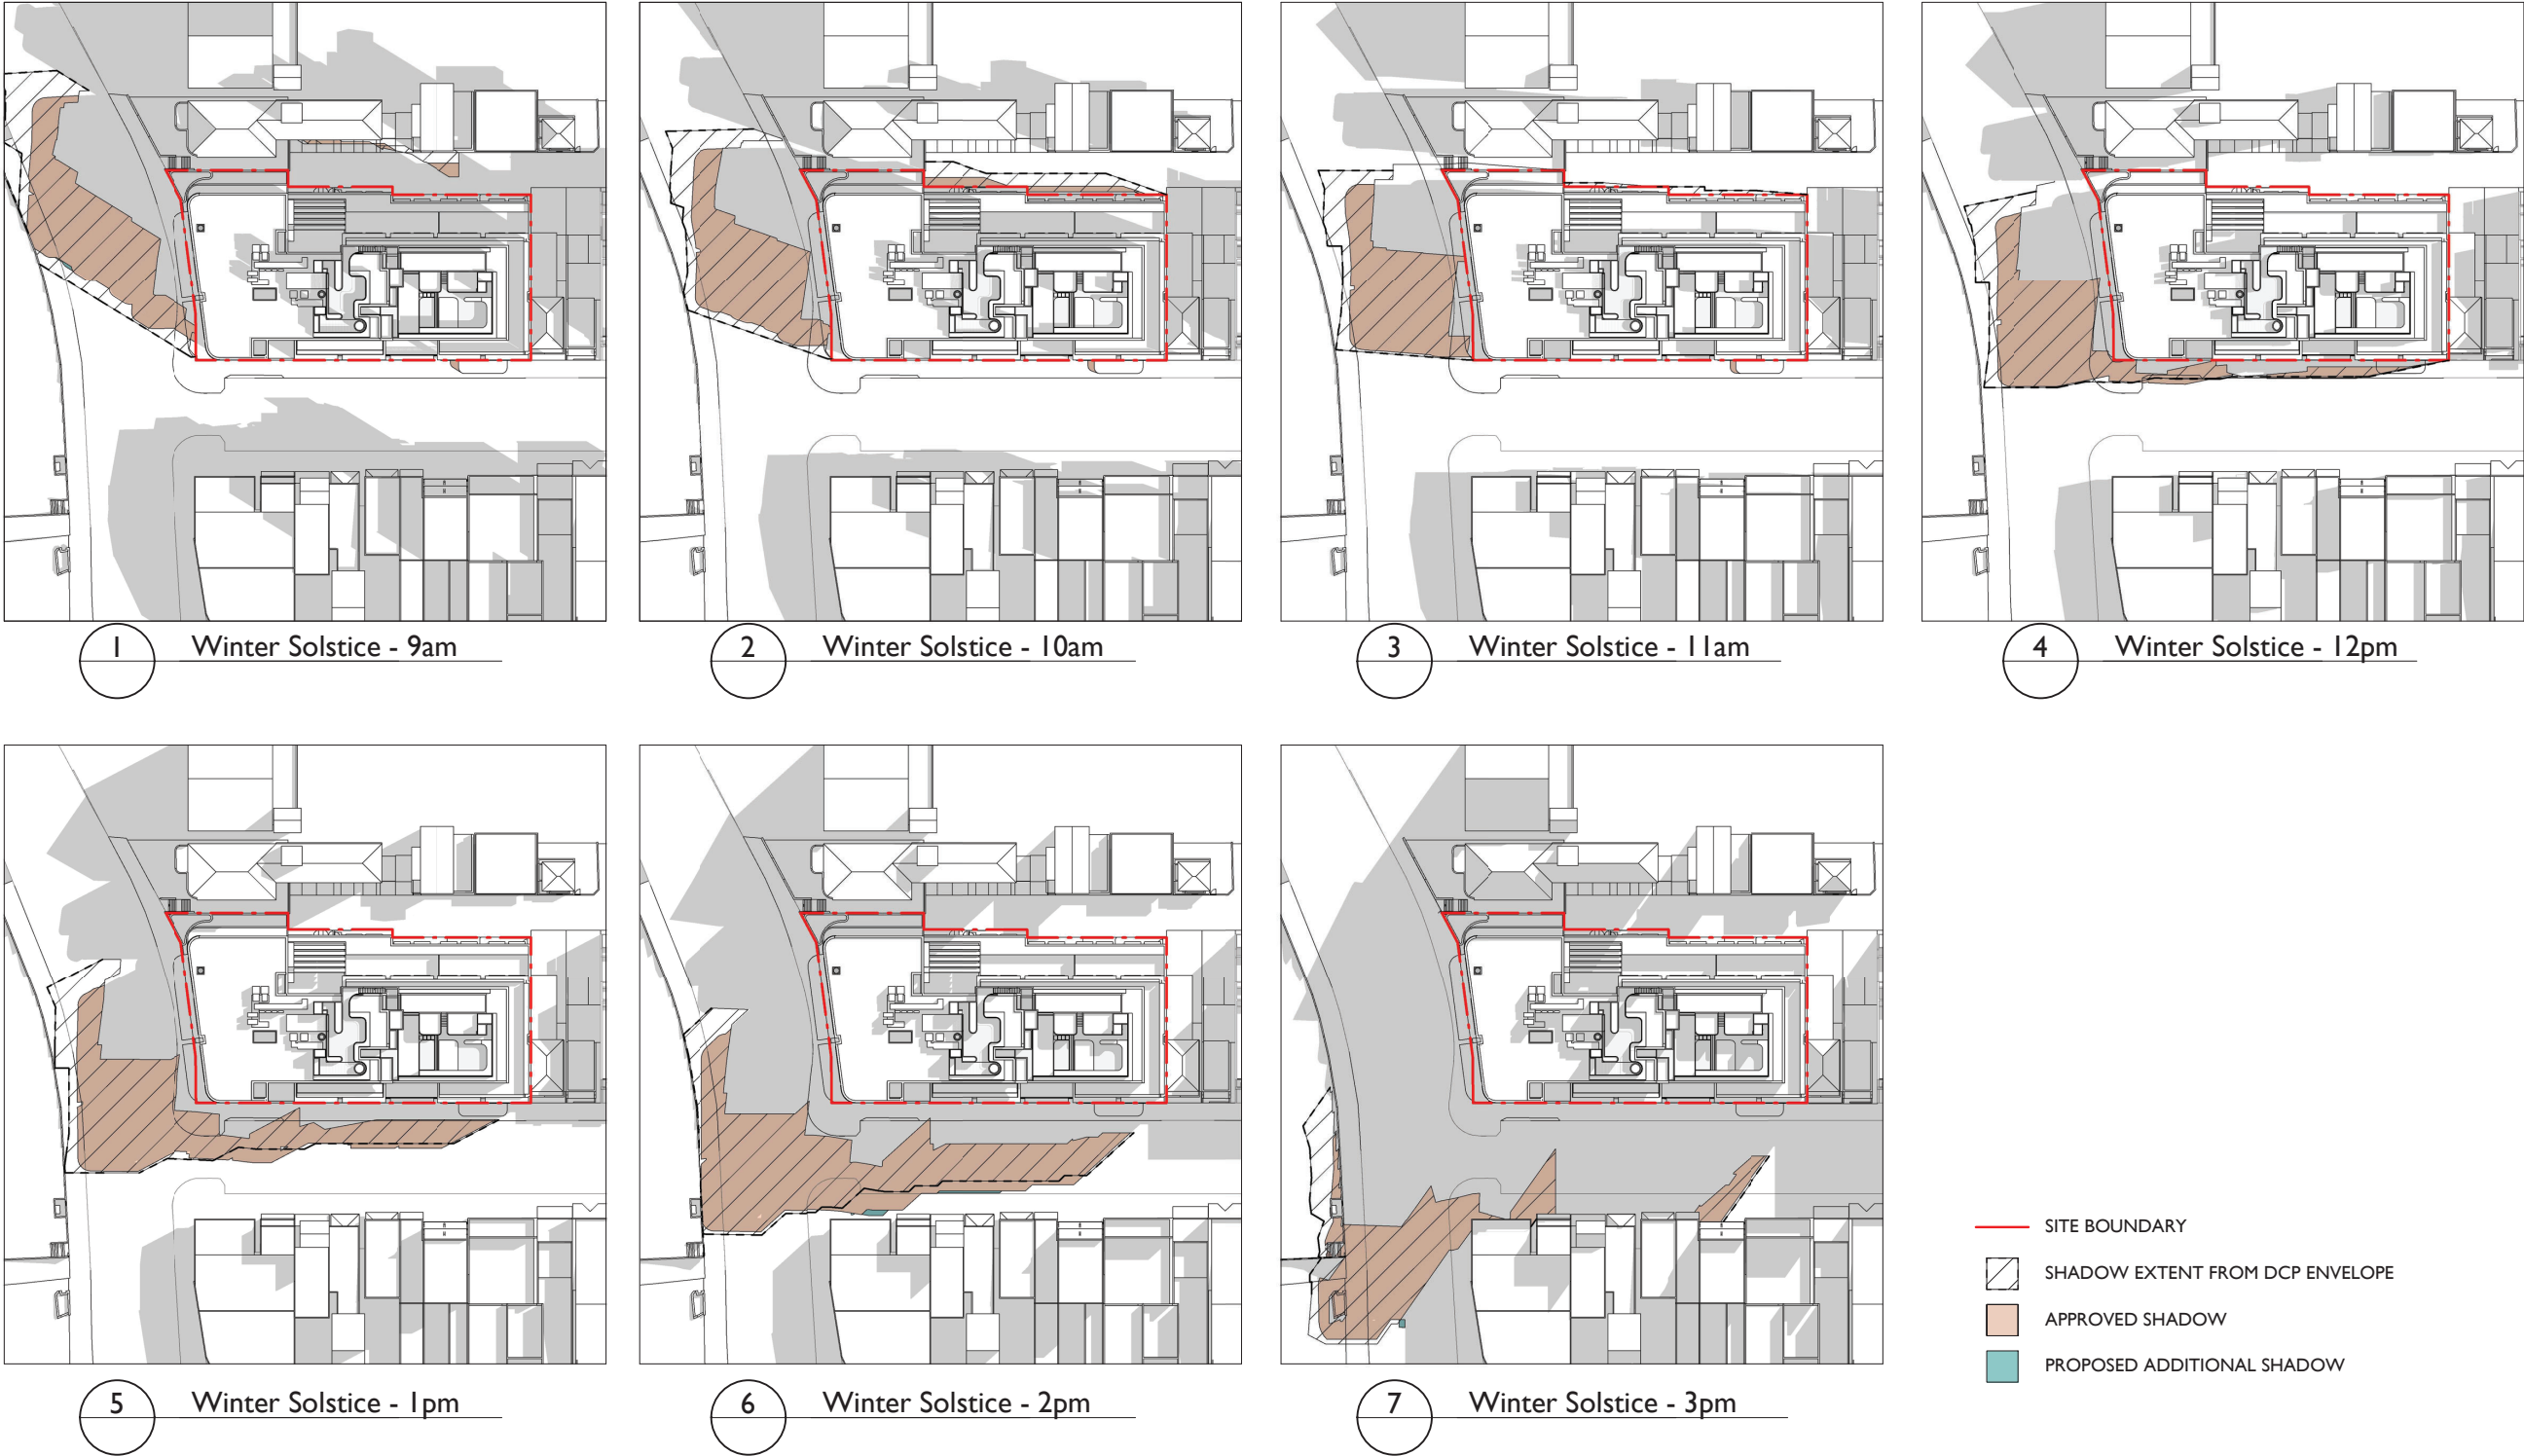 1 Winter Solstice - 9am
2 Winter Solstice - 10am
3 Winter Solstice - 11am
4 Winter Solstice - 12pm
5 Winter Solstice - 1pm
6 Winter Solstice - 2pm
7 Winter Solstice - 3pm
SITE BOUNDARY
SHADOW EXTENT FROM DCP ENVELOPE
APPROVED SHADOW
PROPOSED ADDITIONAL SHADOW